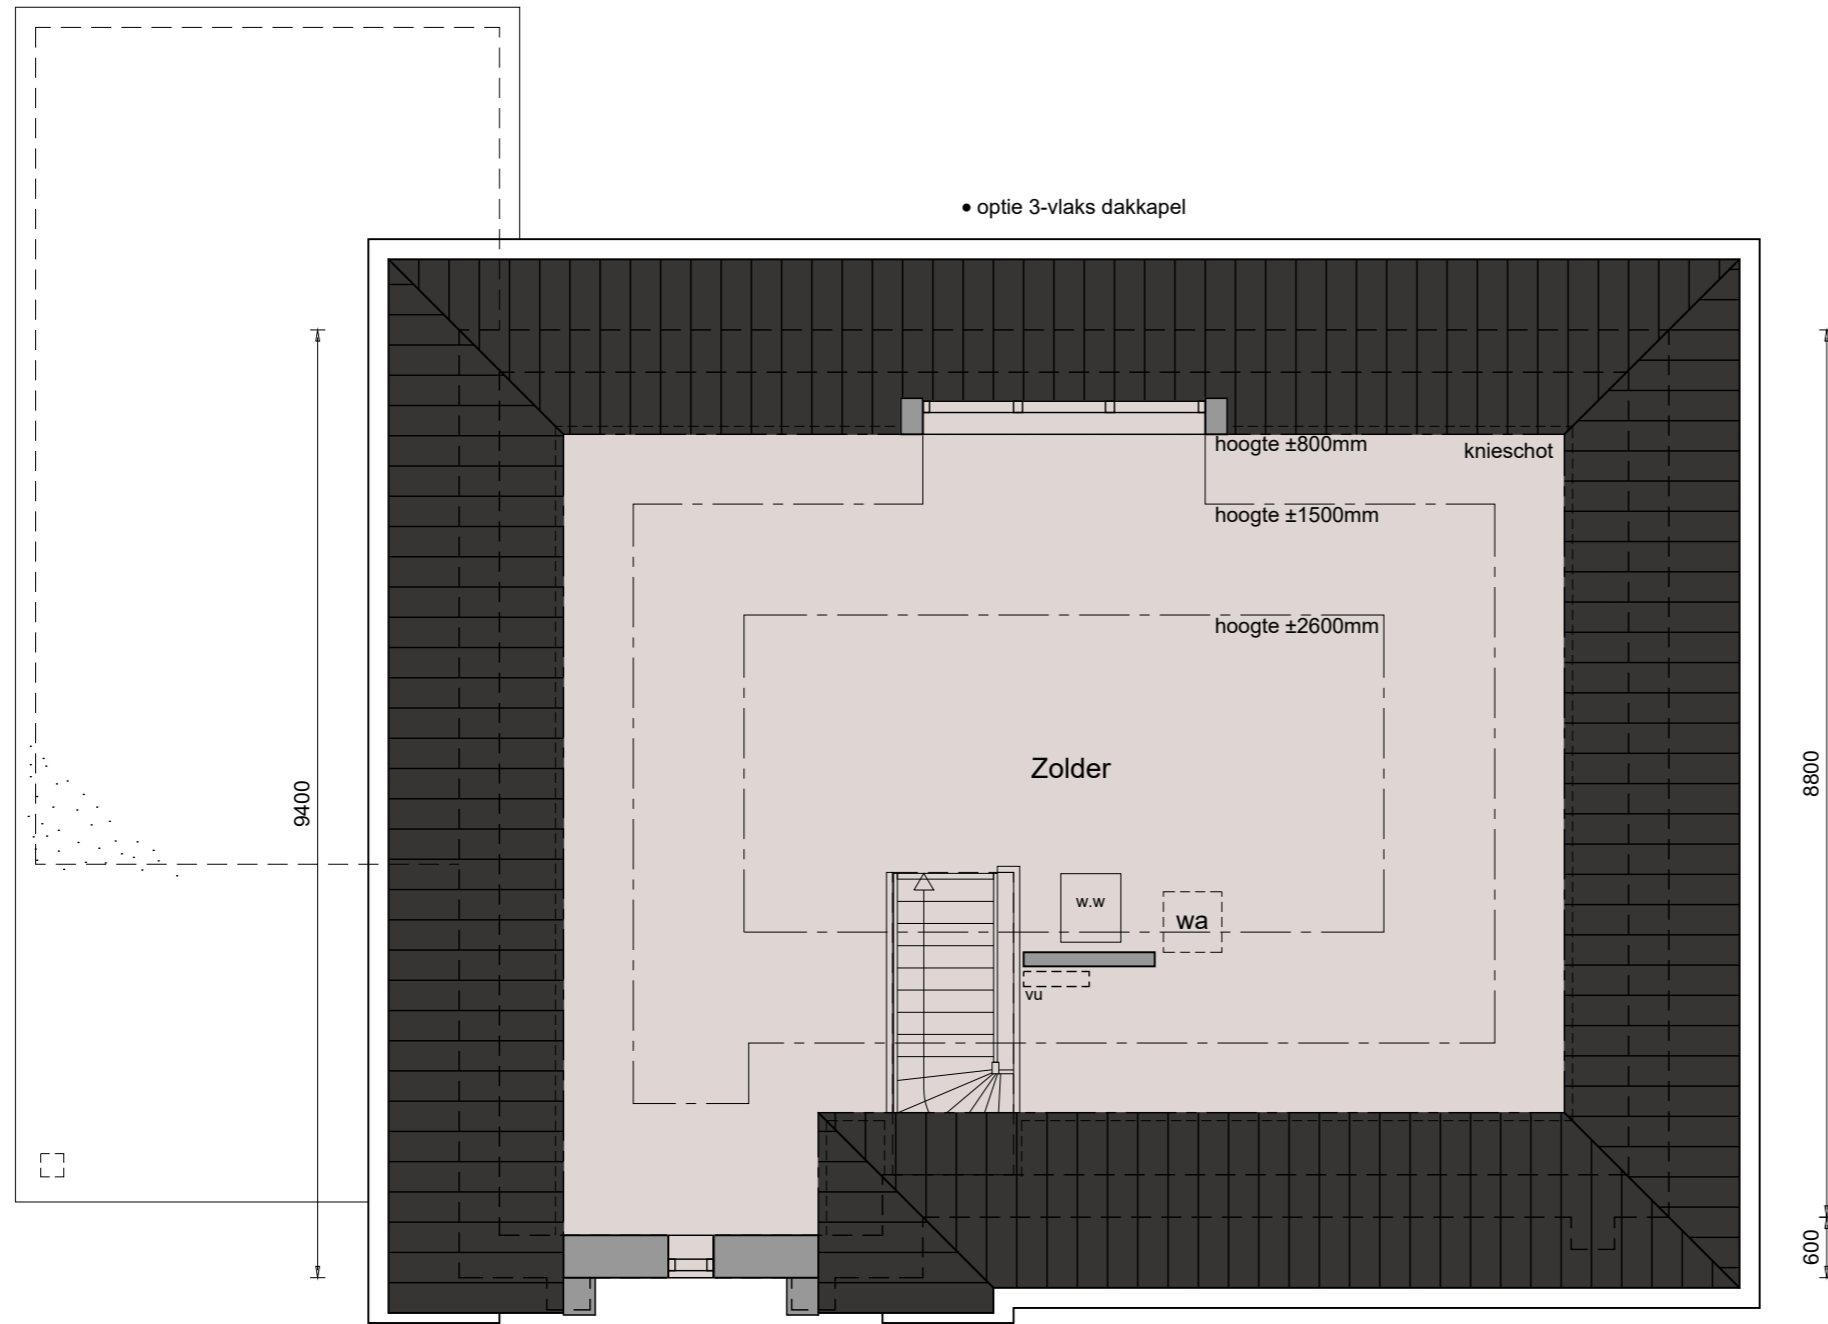 • optie 3-vlaks dakkapel
hoogte ±800mm
knieschot
hoogte ±1500mm
hoogte ±2600mm
Zolder
9400
8800
w.w
wa
vu
600